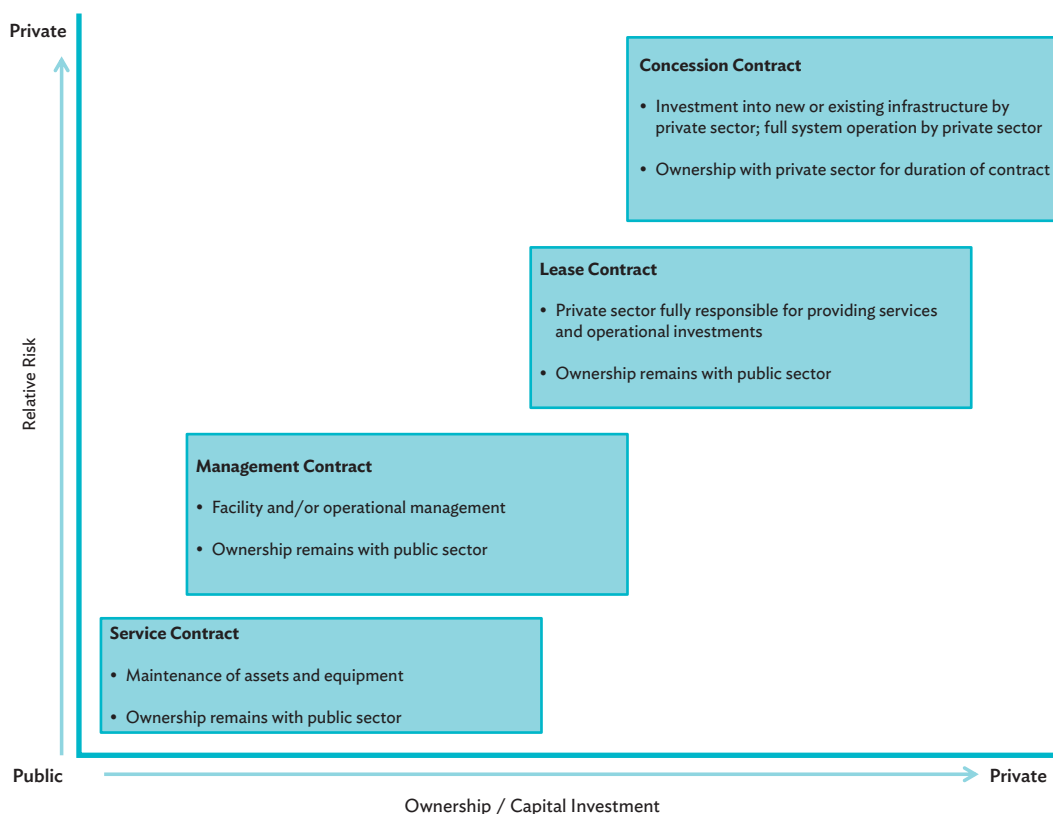 Private
Concession Contract
• Investment into new or existing infrastructure by
private sector; full system operation by private sector
• Ownership with private sector for duration of contract
Lease Contract
• Private sector fully responsible for providing services
and operational investments
• Ownership remains with public sector
Relative Risk
Management Contract
• Facility and/or operational management
• Ownership remains with public sector
Service Contract
• Maintenance of assets and equipment
• Ownership remains with public sector
Public
Private
Ownership / Capital Investment